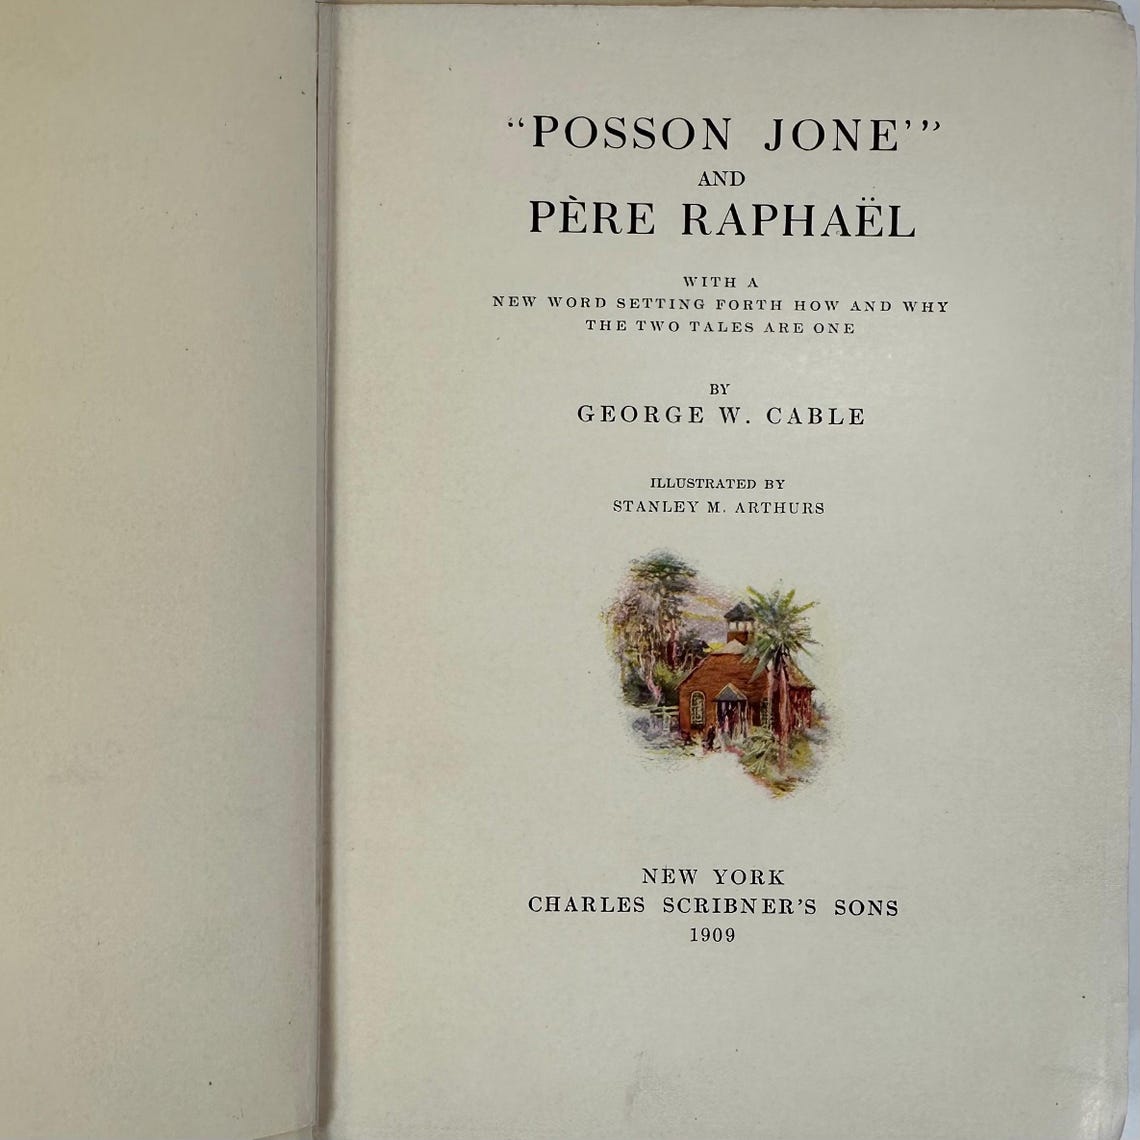 “POSSON JONE’”
AND
PÈRE RAPHAËL
WITH A
NEW WORD SETTING FORTH HOW AND WHY
THE TWO TALES ARE ONE
BY
GEORGE W. CABLE
ILLUSTRATED BY
STANLEY M. ARTHURS
NEW YORK
CHARLES SCRIBNER’S SONS
1909